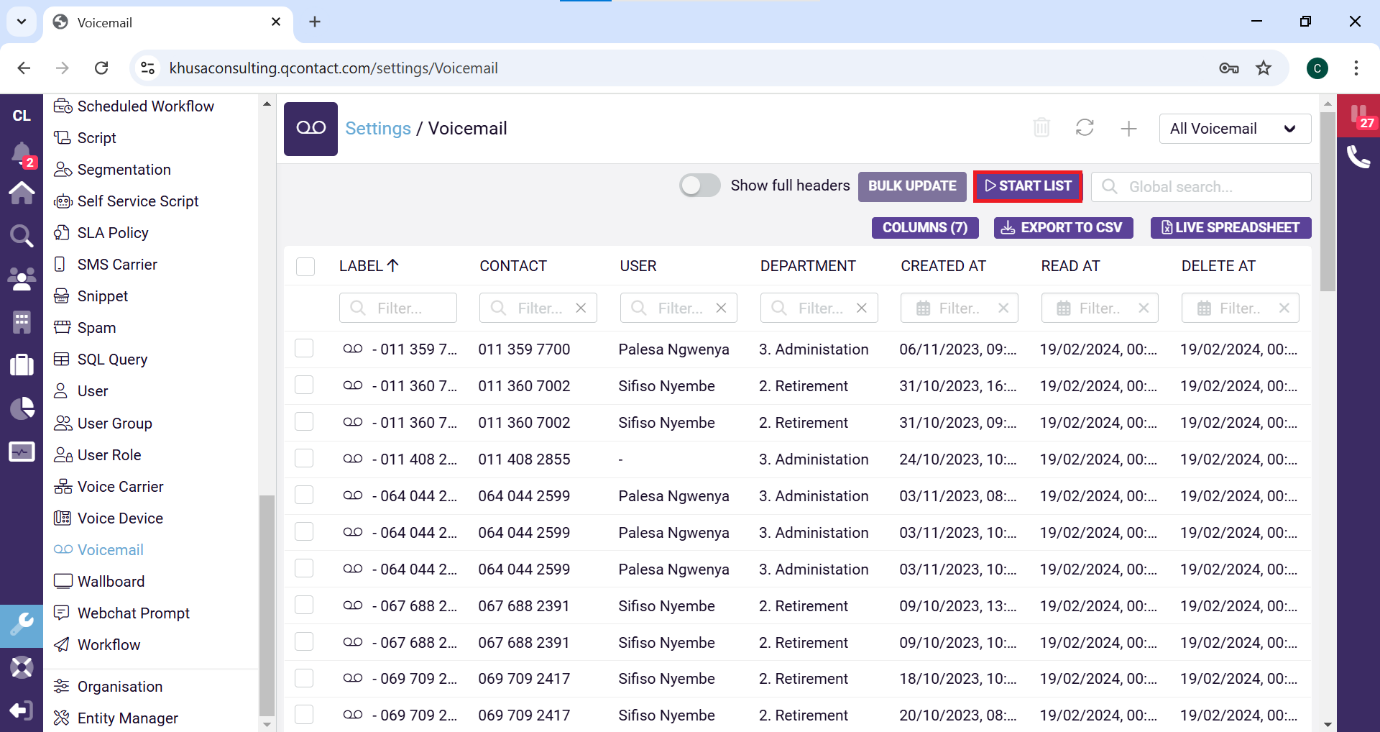 Voicemail
khusaconsulting.qcontact.com/settings/Voicemail
C
CL
2
27
Scheduled Workflow
Script
Segmentation
Self Service Script
SLA Policy
SMS Carrier
Snippet
Spam
SQL Query
User
User Group
User Role
Voice Carrier
Voice Device
Voicemail
Wallboard
Webchat Prompt
Workflow
Organisation
Entity Manager
Settings / Voicemail
All Voicemail
Show full headers BULK UPDATE START LIST Global search...
COLUMNS (7) EXPORT TO CSV LIVE SPREADSHEET
LABEL CONTACT USER DEPARTMENT CREATED AT READ AT DELETE AT
Filter... Filter... Filter... Filter... Filter.. Filter.. Filter..
- 011 359 7... 011 359 7700 Palesa Ngwenya 3. Administation 06/11/2023, 09:... 19/02/2024, 00:... 19/02/2024, 00:...
- 011 360 7... 011 360 7002 Sifiso Nyembe 2. Retirement 31/10/2023, 16:... 19/02/2024, 00:... 19/02/2024, 00:...
- 011 360 7... 011 360 7002 Sifiso Nyembe 2. Retirement 31/10/2023, 09:... 19/02/2024, 00:... 19/02/2024, 00:...
- 011 408 2... 011 408 2855 - 3. Administation 24/10/2023, 10:... 19/02/2024, 00:... 19/02/2024, 00:...
- 064 044 2... 064 044 2599 Palesa Ngwenya 3. Administation 03/11/2023, 08:... 19/02/2024, 00:... 19/02/2024, 00:...
- 064 044 2... 064 044 2599 Palesa Ngwenya 3. Administation 03/11/2023, 10:... 19/02/2024, 00:... 19/02/2024, 00:...
- 064 044 2... 064 044 2599 Palesa Ngwenya 3. Administation 03/11/2023, 10:... 19/02/2024, 00:... 19/02/2024, 00:...
- 067 688 2... 067 688 2391 Sifiso Nyembe 2. Retirement 09/10/2023, 13:... 19/02/2024, 00:... 19/02/2024, 00:...
- 067 688 2... 067 688 2391 Sifiso Nyembe 2. Retirement 09/10/2023, 10:... 19/02/2024, 00:... 19/02/2024, 00:...
- 069 709 2... 069 709 2417 Sifiso Nyembe 2. Retirement 18/10/2023, 10:... 19/02/2024, 00:... 19/02/2024, 00:...
- 069 709 2... 069 709 2417 Sifiso Nyembe 2. Retirement 20/10/2023, 08:... 19/02/2024, 00:... 19/02/2024, 00:...